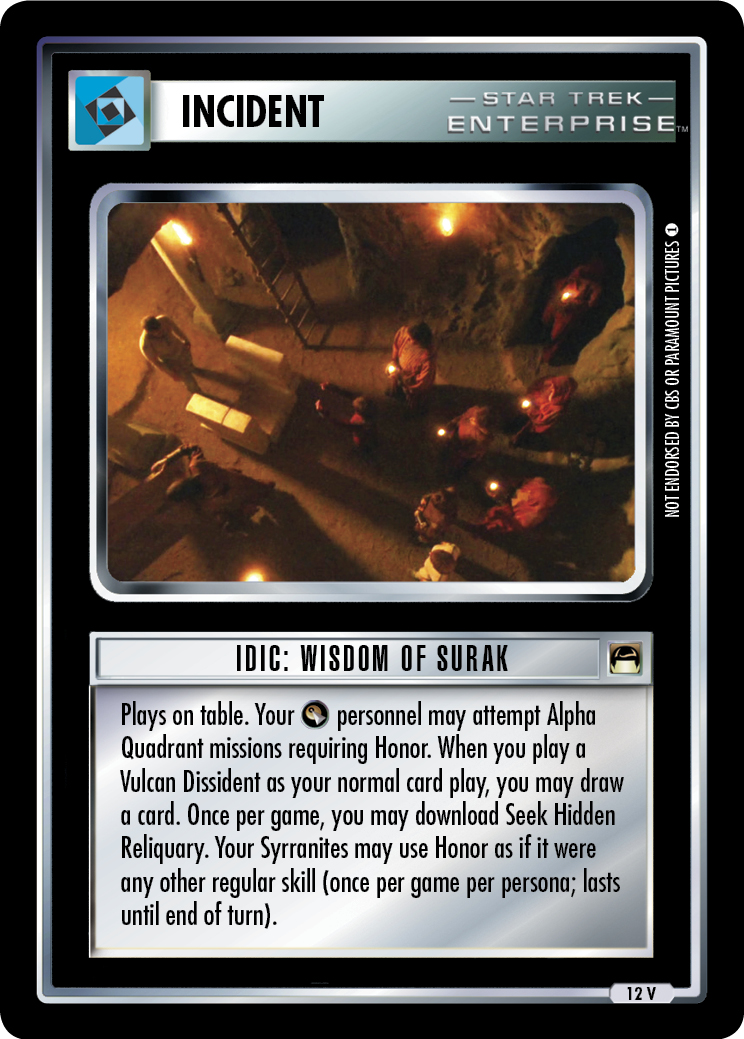 INCIDENT
— STAR TREK —
ENTERPRISE™
NOT ENDORSED BY CBS OR PARAMOUNT PICTURES 1
IDIC: WISDOM OF SURAK
Plays on table. Your personnel may attempt Alpha
Quadrant missions requiring Honor. When you play a
Vulcan Dissident as your normal card play, you may draw
a card. Once per game, you may download Seek Hidden
Reliquary. Your Syrranites may use Honor as if it were
any other regular skill (once per game per persona; lasts
until end of turn).
12 V